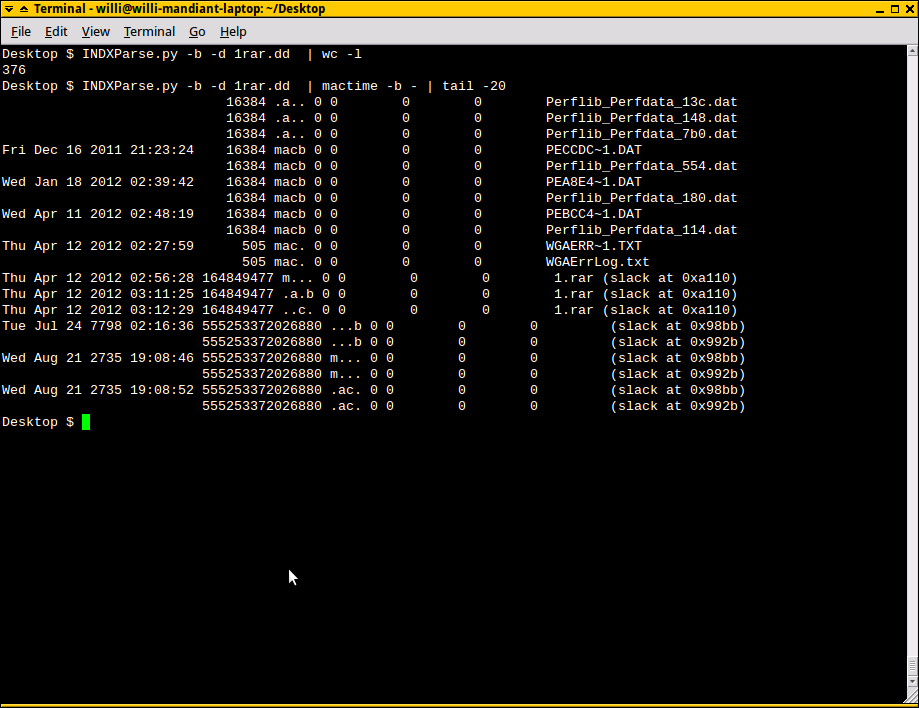 Terminal - willi@willi-mandiant-laptop: ~/Desktop
File Edit View Terminal Go Help
Desktop $ INDXParse.py -b -d 1rar.dd  | wc -l
376
Desktop $ INDXParse.py -b -d 1rar.dd  | mactime -b - | tail -20
                            16384 .a.. 0 0        0        0        Perflib_Perfdata_13c.dat
                            16384 .a.. 0 0        0        0        Perflib_Perfdata_148.dat
                            16384 .a.. 0 0        0        0        Perflib_Perfdata_7b0.dat
Fri Dec 16 2011 21:23:24    16384 macb 0 0        0        0        PECCDC~1.DAT
                            16384 macb 0 0        0        0        Perflib_Perfdata_554.dat
Wed Jan 18 2012 02:39:42    16384 macb 0 0        0        0        PEA8E4~1.DAT
                            16384 macb 0 0        0        0        Perflib_Perfdata_180.dat
Wed Apr 11 2012 02:48:19    16384 macb 0 0        0        0        PEBCC4~1.DAT
                            16384 macb 0 0        0        0        Perflib_Perfdata_114.dat
Thu Apr 12 2012 02:27:59      505 mac. 0 0        0        0        WGAERR~1.TXT
                              505 mac. 0 0        0        0        WGAErrLog.txt
Thu Apr 12 2012 02:56:28 164849477 m... 0 0        0        0        1.rar (slack at 0xa110)
Thu Apr 12 2012 03:11:25 164849477 .a.b 0 0        0        0        1.rar (slack at 0xa110)
Thu Apr 12 2012 03:12:29 164849477 ..c. 0 0        0        0        1.rar (slack at 0xa110)
Tue Jul 24 7798 02:16:36 555253372026880 ...b 0 0        0        0         (slack at 0x98bb)
                         555253372026880 ...b 0 0        0        0         (slack at 0x992b)
Wed Aug 21 2735 19:08:46 555253372026880 m... 0 0        0        0         (slack at 0x98bb)
                         555253372026880 m... 0 0        0        0         (slack at 0x992b)
Wed Aug 21 2735 19:08:52 555253372026880 .ac. 0 0        0        0         (slack at 0x98bb)
                         555253372026880 .ac. 0 0        0        0         (slack at 0x992b)
Desktop $